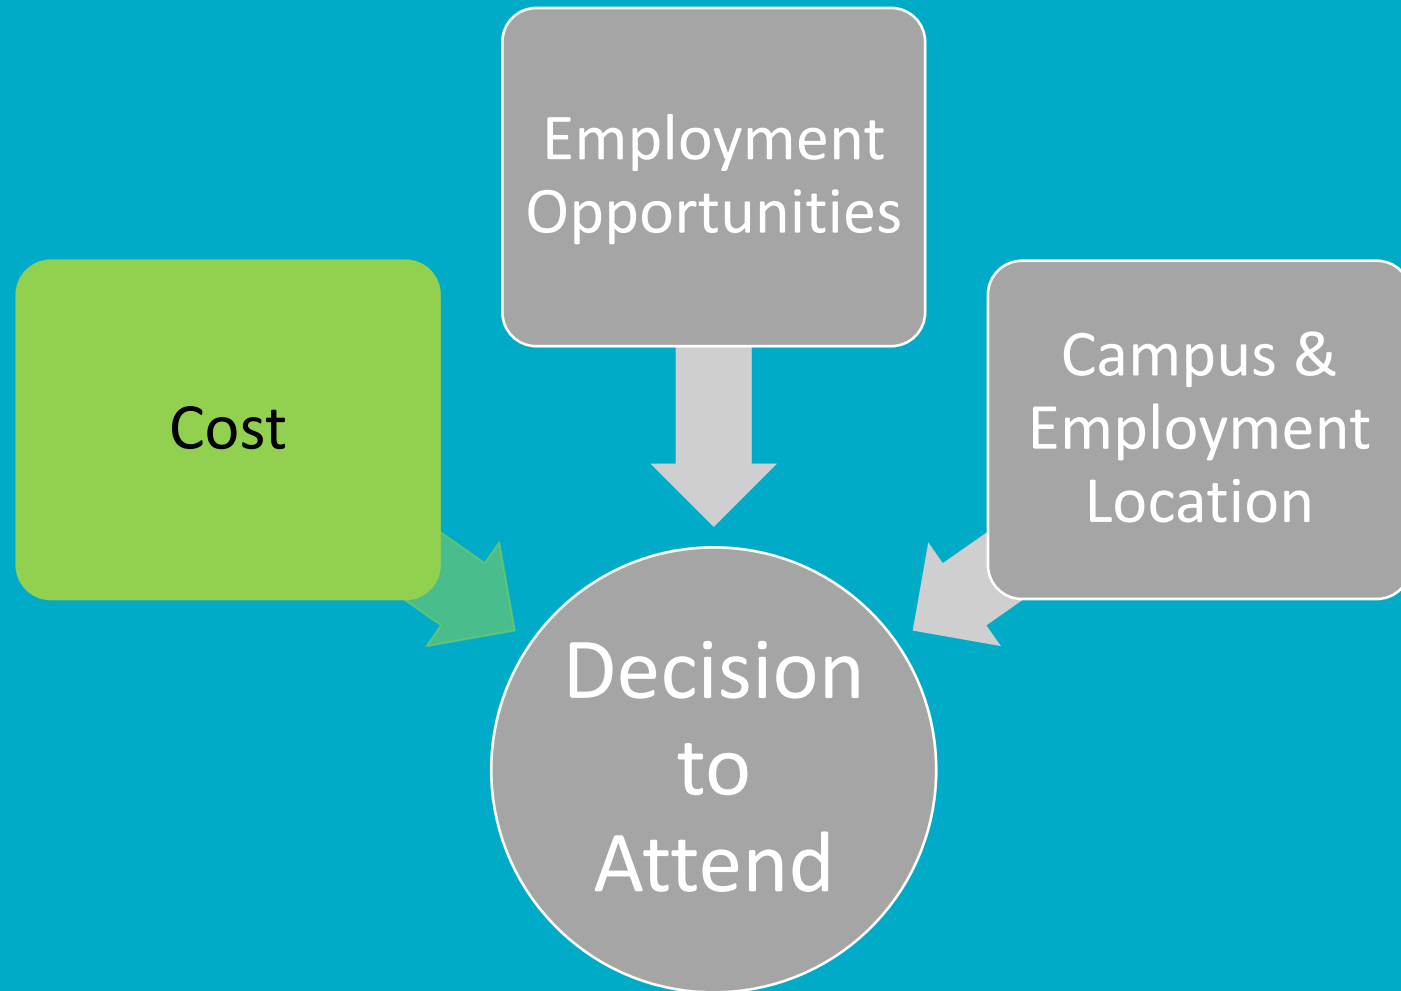 Employment
Opportunities
Cost
Campus &
Employment
Location
Decision
to
Attend